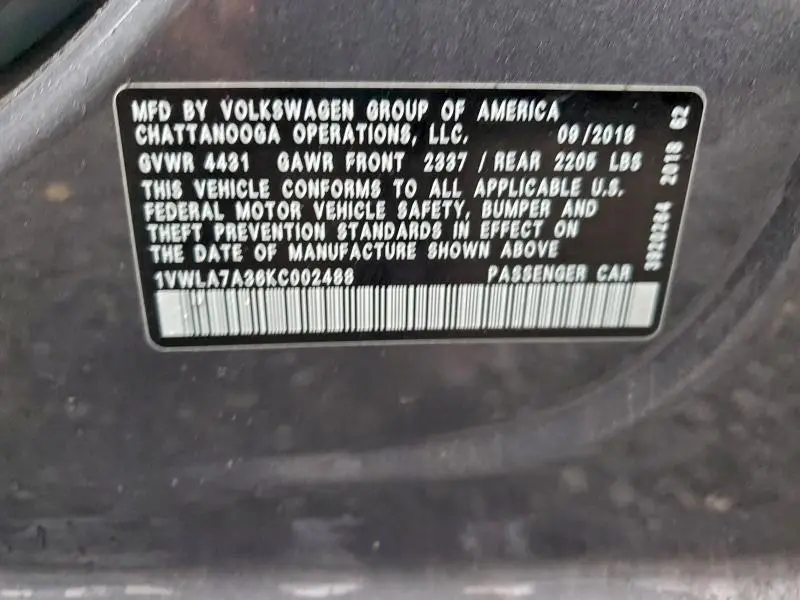 MFD BY VOLKSWAGEN GROUP OF AMERICA
CHATTANOOGA OPERATIONS, LLC. 09/2018
GVWR 4431 GAWR FRONT 2337 / REAR 2205 LBS
THIS VEHICLE CONFORMS TO ALL APPLICABLE U.S.
FEDERAL MOTOR VEHICLE SAFETY, BUMPER AND
THEFT PREVENTION STANDARDS IN EFFECT ON
THE DATE OF MANUFACTURE SHOWN ABOVE
1VWLA7A36KC002488 PASSENGER CAR
2018 62